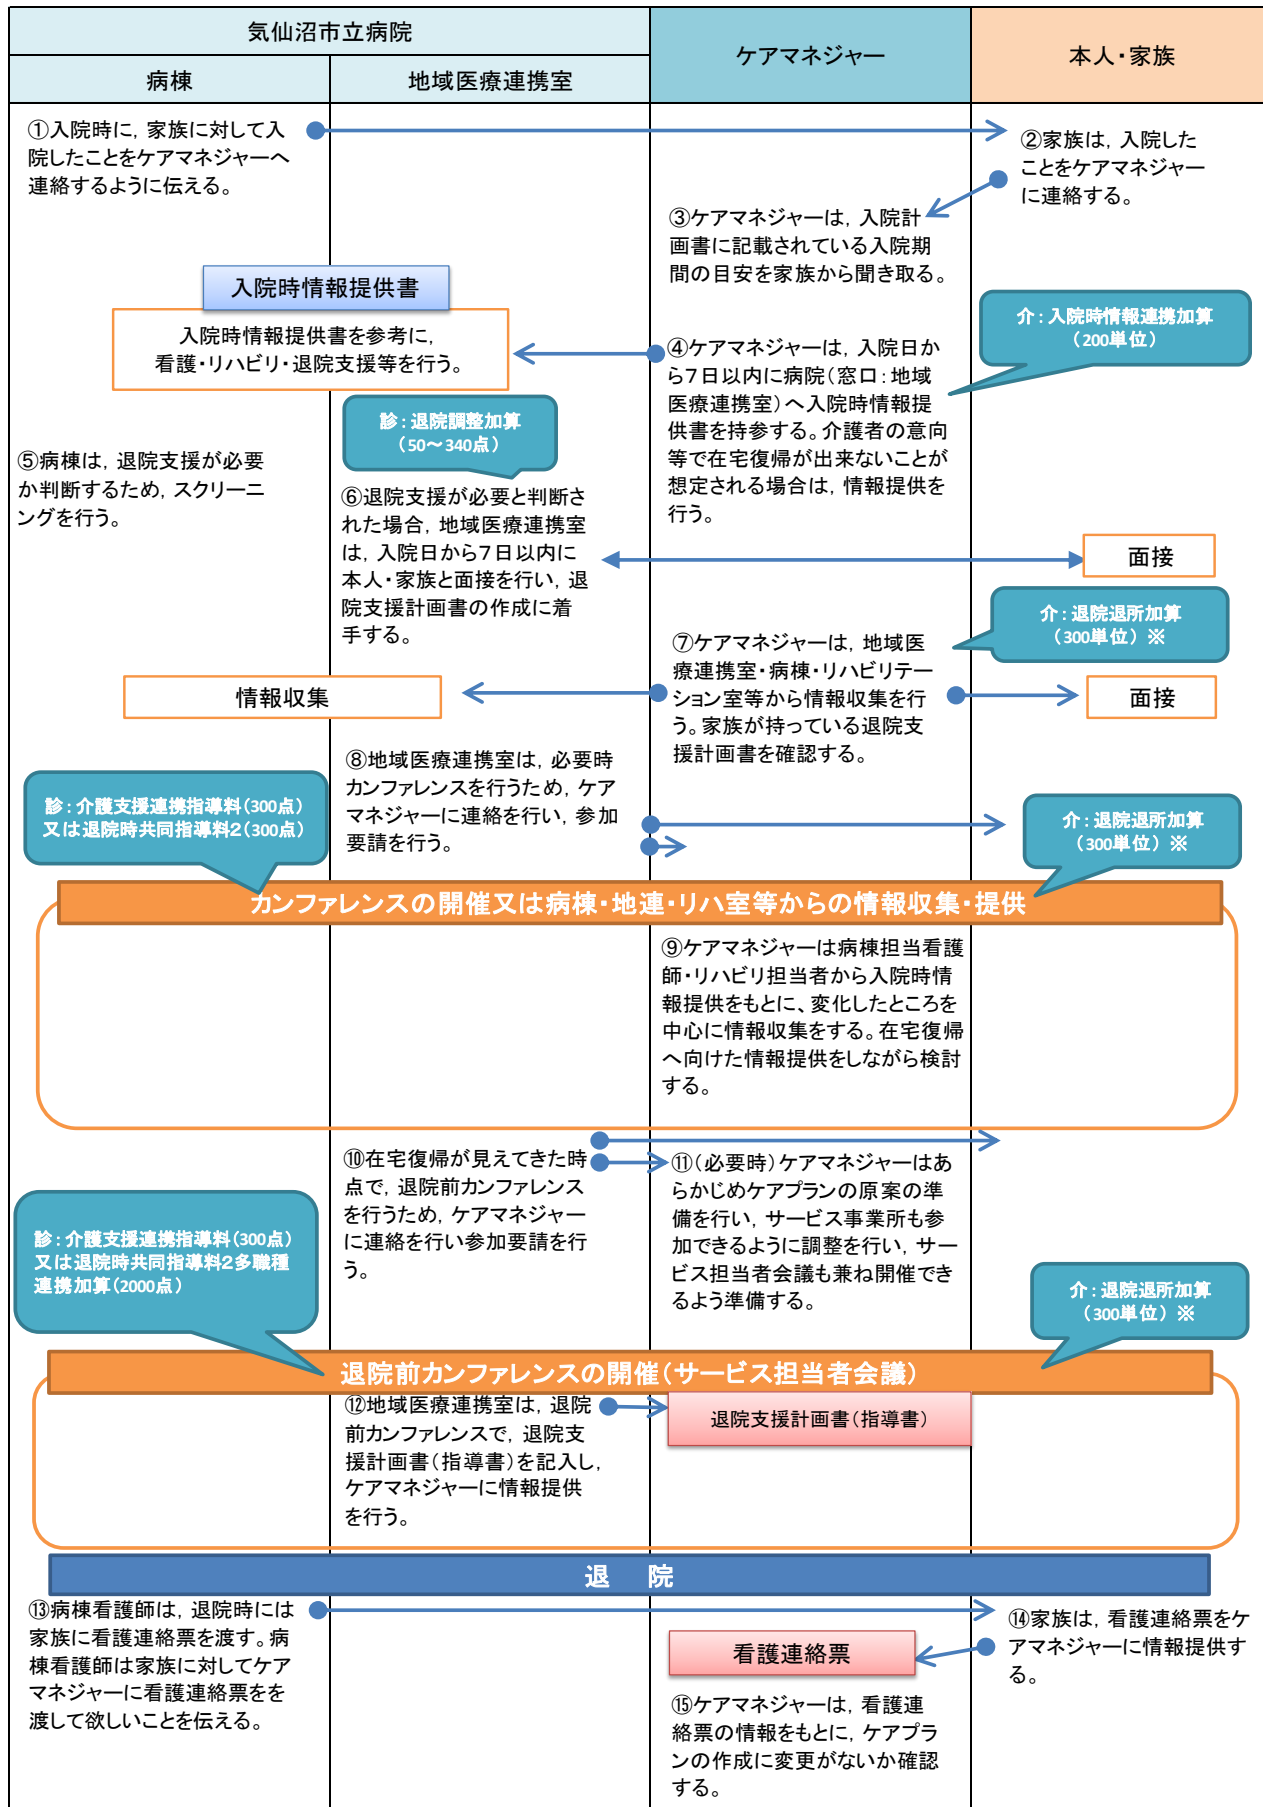 気仙沼市立病院
ケアマネジャー
本人・家族
病棟
地域医療連携室
①入院時に，家族に対して入
院したことをケアマネジャーへ
連絡するように伝える。
②家族は，入院した
ことをケアマネジャー
に連絡する。
③ケアマネジャーは，入院計
画書に記載されている入院期
間の目安を家族から聞き取る。
入院時情報提供書
入院時情報提供書を参考に，
看護・リハビリ・退院支援等を行う。
介：入院時情報連携加算
（200単位）
④ケアマネジャーは，入院日か
ら7日以内に病院（窓口：地域
医療連携室）へ入院時情報提
供書を持参する。介護者の意向
等で在宅復帰が出来ないことが
想定される場合は，情報提供を
行う。
診：退院調整加算
（50～340点）
⑤病棟は，退院支援が必要
か判断するため，スクリーニ
ングを行う。
⑥退院支援が必要と判断さ
れた場合，地域医療連携室
は，入院日から7日以内に
本人・家族と面接を行い，退
院支援計画書の作成に着
手する。
面接
介：退院退所加算
（300単位）※
⑦ケアマネジャーは，地域医
療連携室・病棟・リハビリテー
ション室等から情報収集を行
う。家族が持っている退院支
援計画書を確認する。
情報収集
面接
⑧地域医療連携室は，必要時
カンファレンスを行うため，ケア
マネジャーに連絡を行い，参加
要請を行う。
診：介護支援連携指導料（300点）
又は退院時共同指導料2（300点）
介：退院退所加算
（300単位）※
カンファレンスの開催又は病棟・地連・リハ室等からの情報収集・提供
⑨ケアマネジャーは病棟担当看護
師・リハビリ担当者から入院時情
報提供をもとに、変化したところを
中心に情報収集をする。在宅復帰
へ向けた情報提供をしながら検討
する。
⑩在宅復帰が見えてきた時
点で，退院前カンファレンス
を行うため，ケアマネジャー
に連絡を行い参加要請を行
う。
⑪（必要時）ケアマネジャーはあ
らかじめケアプランの原案の準
備を行い，サービス事業所も参
加できるように調整を行い，サー
ビス担当者会議も兼ね開催でき
るよう準備する。
診：介護支援連携指導料（300点）
又は退院時共同指導料2多職種
連携加算（2000点）
介：退院退所加算
（300単位）※
退院前カンファレンスの開催（サービス担当者会議）
⑫地域医療連携室は，退院
前カンファレンスで，退院支
援計画書（指導書）を記入し，
ケアマネジャーに情報提供
を行う。
退院支援計画書（指導書）
退　院
⑬病棟看護師は，退院時には
家族に看護連絡票を渡す。病
棟看護師は家族に対してケア
マネジャーに看護連絡票をを
渡して欲しいことを伝える。
⑭家族は，看護連絡票をケ
アマネジャーに情報提供す
る。
看護連絡票
⑮ケアマネジャーは，看護連
絡票の情報をもとに，ケアプラ
ンの作成に変更がないか確認
する。